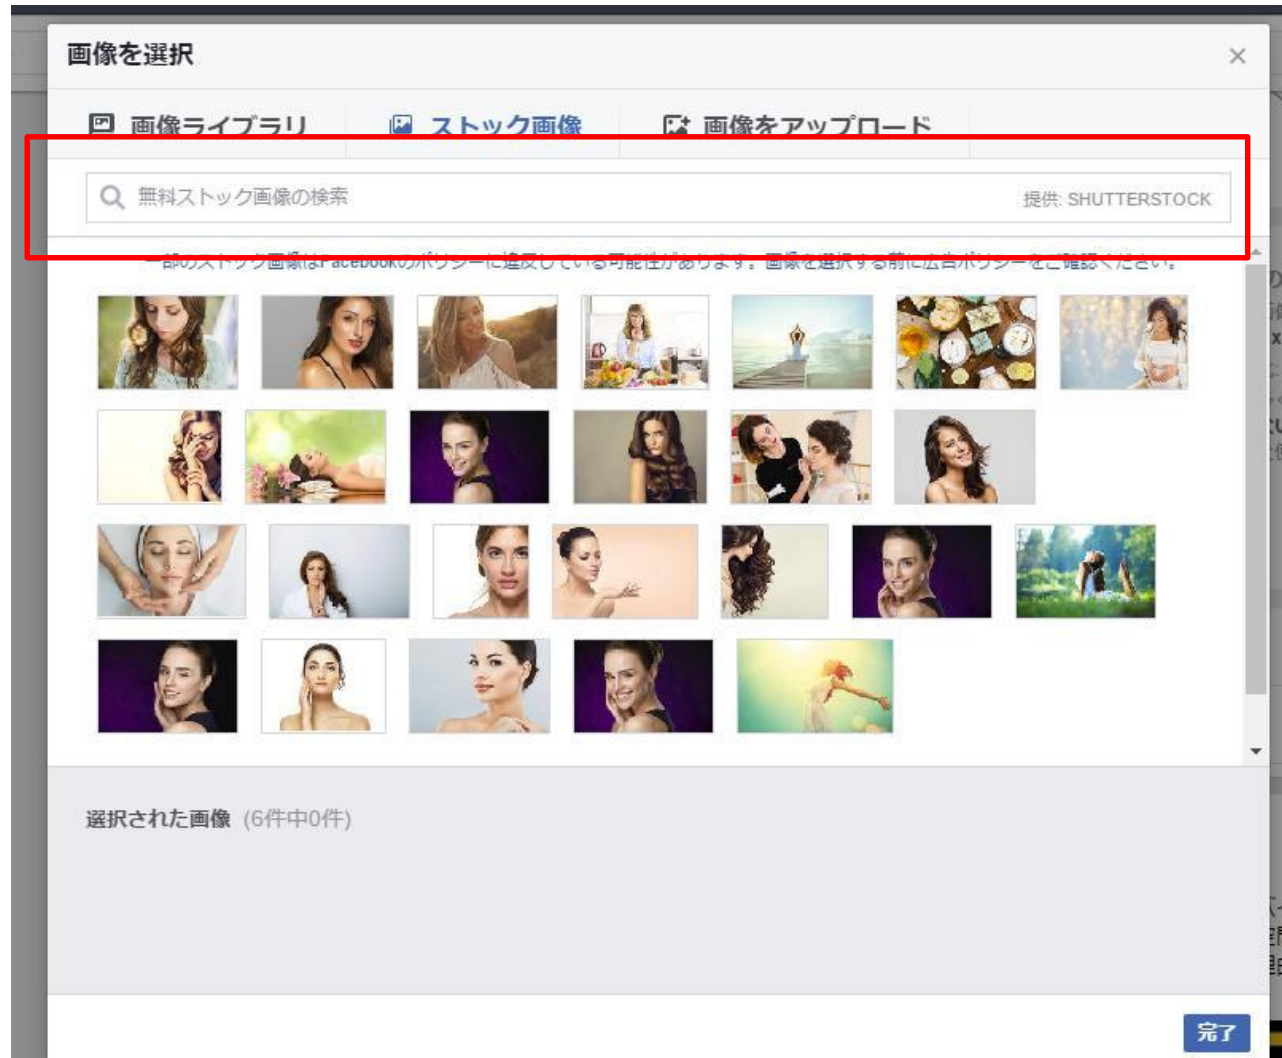 画像を選択
画像ライブラリ
ストック画像
画像をアップロード
無料ストック画像の検索
提供: SHUTTERSTOCK
一部のストック画像はFacebookのポリシーに違反している可能性があります。画像を選択する前に広告ポリシーをご確認ください。
選択された画像 (6件中0件)
完了